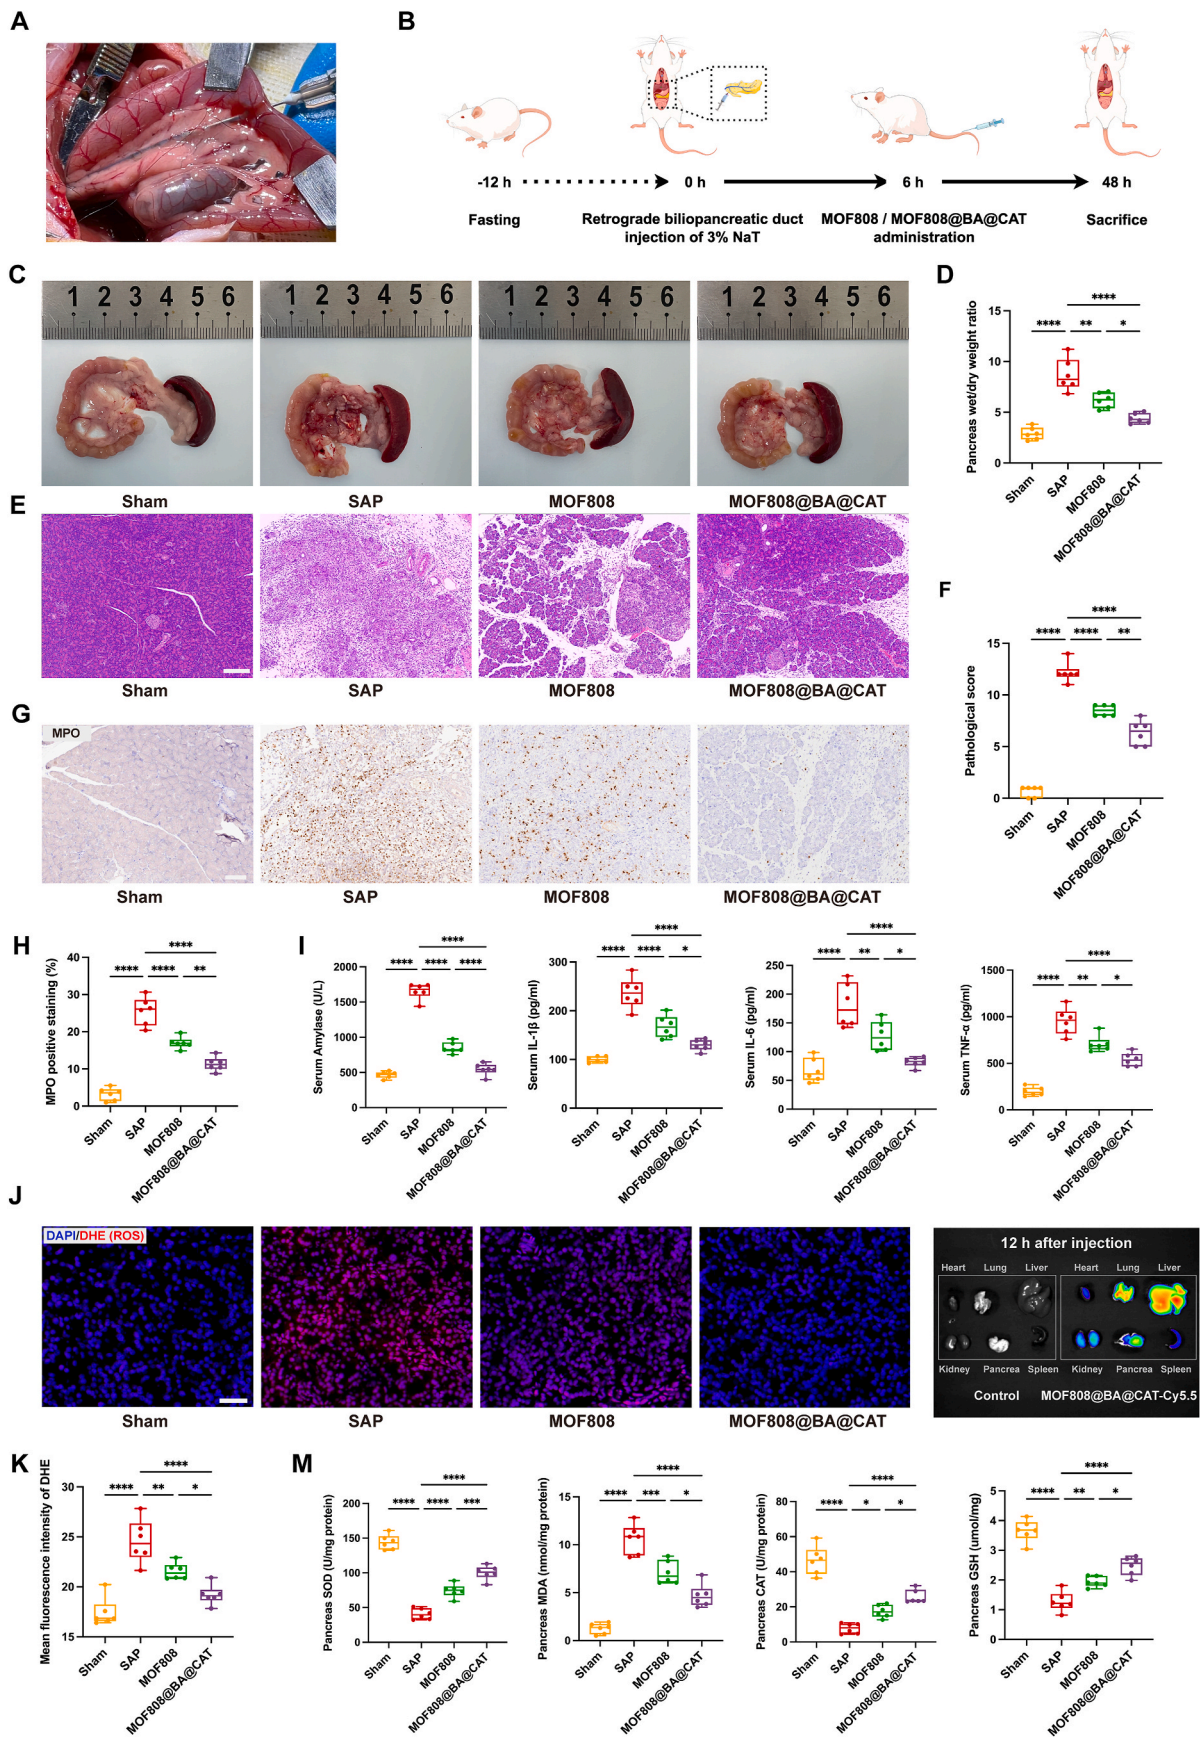 A
B
-12 h
0 h
6 h
48 h
Fasting
Retrograde biliopancreatic duct
injection of 3% NaT
MOF808 / MOF808@BA@CAT
administration
Sacrifice
C
1 2 3 4 5 6
1 2 3 4 5 6
1 2 3 4 5 6
1 2 3 4 5 6
Sham
SAP
MOF808
MOF808@BA@CAT
D
Pancreas wet/dry weight ratio
15
10
5
0
****
****
**
*
Sham
SAP
MOF808
MOF808@BA@CAT
E
Sham
SAP
MOF808
MOF808@BA@CAT
F
Pathological score
15
10
5
0
****
****
****
**
Sham
SAP
MOF808
MOF808@BA@CAT
G
MPO
Sham
SAP
MOF808
MOF808@BA@CAT
H
MPO positive staining (%)
40
30
20
10
0
****
****
****
**
Sham
SAP
MOF808
MOF808@BA@CAT
I
Serum Amylase (U/L)
2000
1500
1000
500
0
****
****
****
****
Sham
SAP
MOF808
MOF808@BA@CAT
Serum IL-1β (pg/ml)
300
200
100
0
****
****
****
*
Sham
SAP
MOF808
MOF808@BA@CAT
Serum IL-6 (pg/ml)
250
200
150
100
50
0
****
****
**
*
Sham
SAP
MOF808
MOF808@BA@CAT
Serum TNF-α (pg/ml)
1500
1000
500
0
****
****
**
*
Sham
SAP
MOF808
MOF808@BA@CAT
J
DAPI/DHE (ROS)
Sham
SAP
MOF808
MOF808@BA@CAT
12 h after injection
Heart Lung Liver
Heart Lung Liver
Kidney Pancrea Spleen
Kidney Pancrea Spleen
Control
MOF808@BA@CAT-Cy5.5
K
Mean fluorescence intensity of DHE
30
25
20
15
****
****
**
*
Sham
SAP
MOF808
MOF808@BA@CAT
M
Pancreas SOD (U/mg protein)
200
150
100
50
0
****
****
****
***
Sham
SAP
MOF808
MOF808@BA@CAT
Pancreas MDA (nmol/mg protein)
15
10
5
0
****
****
***
*
Sham
SAP
MOF808
MOF808@BA@CAT
Pancreas CAT (U/mg protein)
100
80
60
40
20
0
****
****
*
*
Sham
SAP
MOF808
MOF808@BA@CAT
Pancreas GSH (umol/mg)
5
4
3
2
1
0
****
****
**
*
Sham
SAP
MOF808
MOF808@BA@CAT